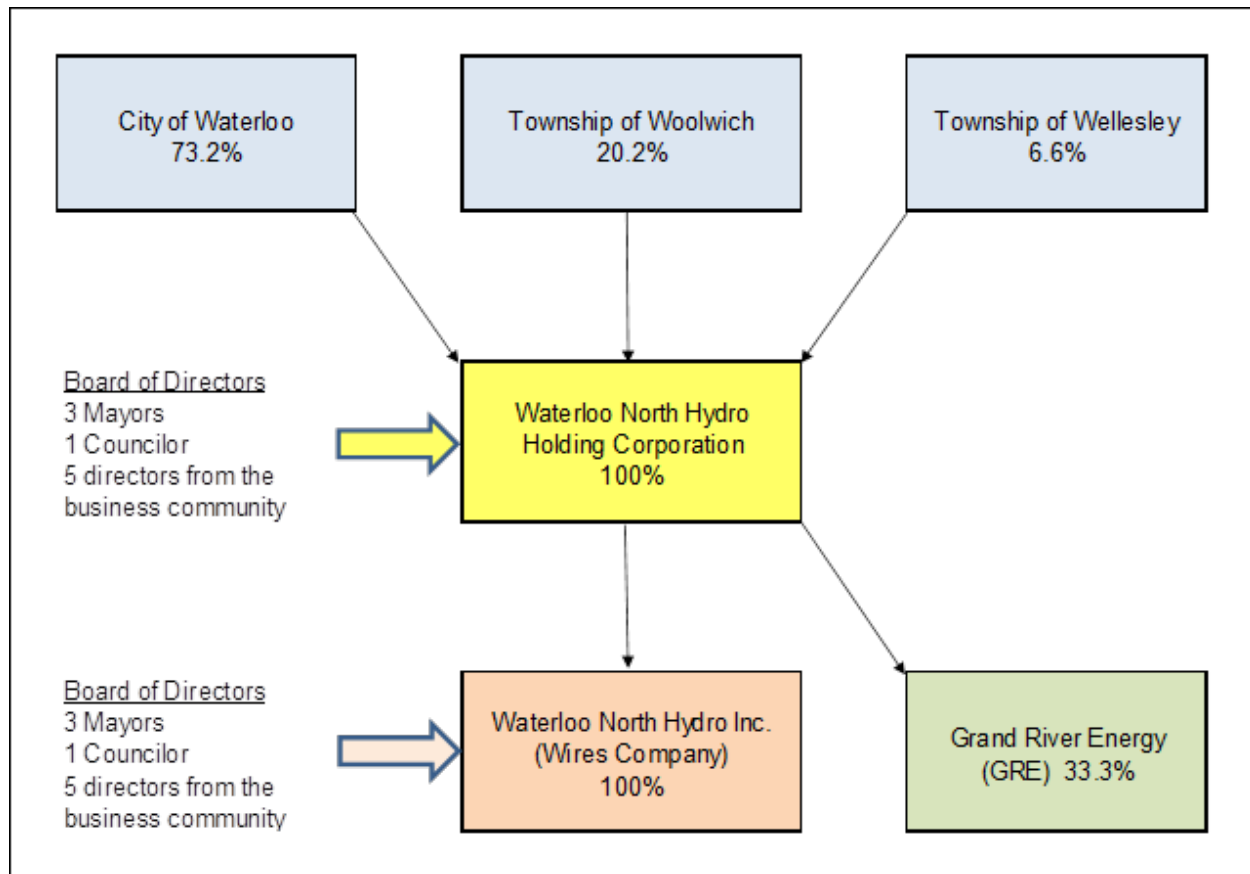 City of Waterloo
73.2%
Township of Woolwich
20.2%
Township of Wellesley
6.6%
Board of Directors
3 Mayors
1 Councilor
5 directors from the
business community
Waterloo North Hydro
Holding Corporation
100%
Board of Directors
3 Mayors
1 Councilor
5 directors from the
business community
Waterloo North Hydro Inc.
(Wires Company)
100%
Grand River Energy
(GRE) 33.3%